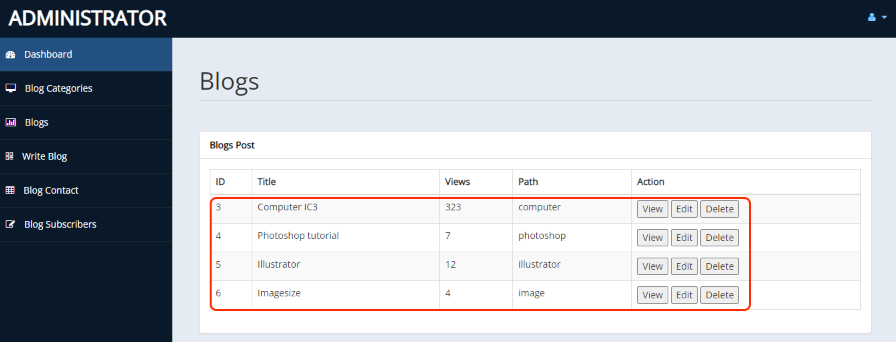 ADMINISTRATOR
Dashboard
Blog Categories
Blogs
Write Blog
Blog Contact
Blog Subscribers
Blogs
Blogs Post
ID Title Views Path Action
3 Computer IC3 323 computer View Edit Delete
4 Photoshop tutorial 7 photoshop View Edit Delete
5 Illustrator 12 illustrator View Edit Delete
6 Imagesize 4 image View Edit Delete